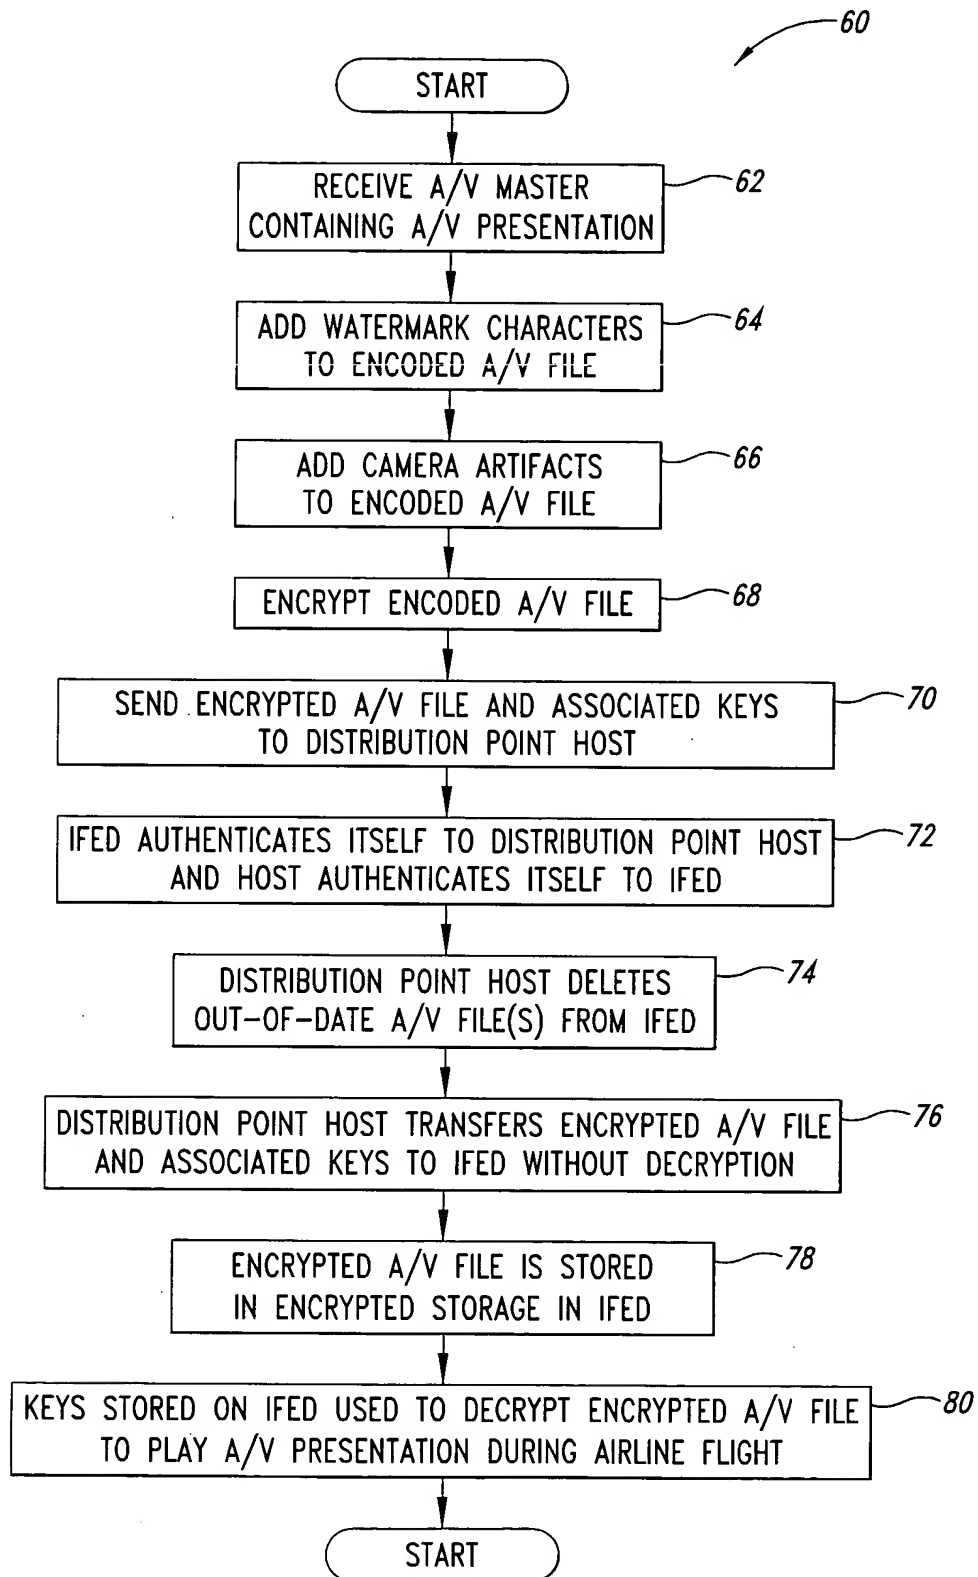 60
START
RECEIVE A/V MASTER
CONTAINING A/V PRESENTATION
62
ADD WATERMARK CHARACTERS
TO ENCODED A/V FILE
64
ADD CAMERA ARTIFACTS
TO ENCODED A/V FILE
66
ENCRYPT ENCODED A/V FILE
68
SEND ENCRYPTED A/V FILE AND ASSOCIATED KEYS
TO DISTRIBUTION POINT HOST
70
IFED AUTHENTICATES ITSELF TO DISTRIBUTION POINT HOST
AND HOST AUTHENTICATES ITSELF TO IFED
72
DISTRIBUTION POINT HOST DELETES
OUT-OF-DATE A/V FILE(S) FROM IFED
74
DISTRIBUTION POINT HOST TRANSFERS ENCRYPTED A/V FILE
AND ASSOCIATED KEYS TO IFED WITHOUT DECRYPTION
76
ENCRYPTED A/V FILE IS STORED
IN ENCRYPTED STORAGE IN IFED
78
KEYS STORED ON IFED USED TO DECRYPT ENCRYPTED A/V FILE
TO PLAY A/V PRESENTATION DURING AIRLINE FLIGHT
80
START